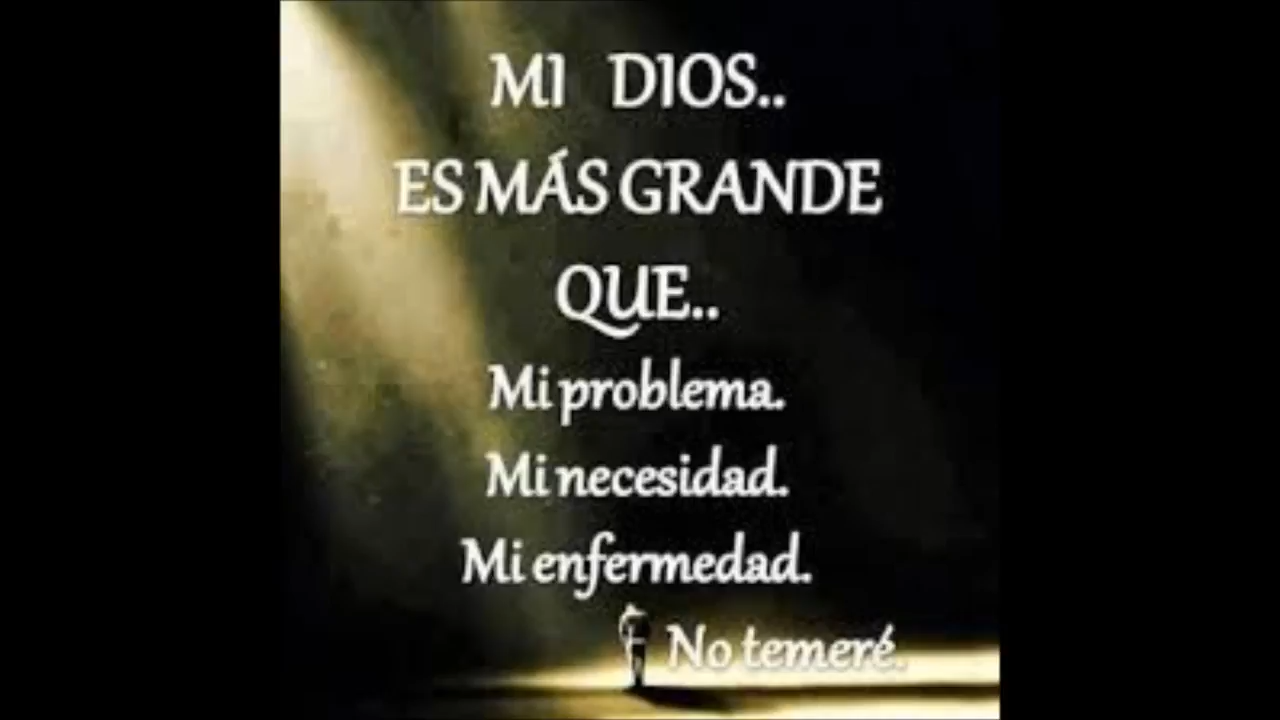 MI DIOS..
ES MÁS GRANDE
QUE..
Mi problema.
Mi necesidad.
Mi enfermedad.
No temeré.